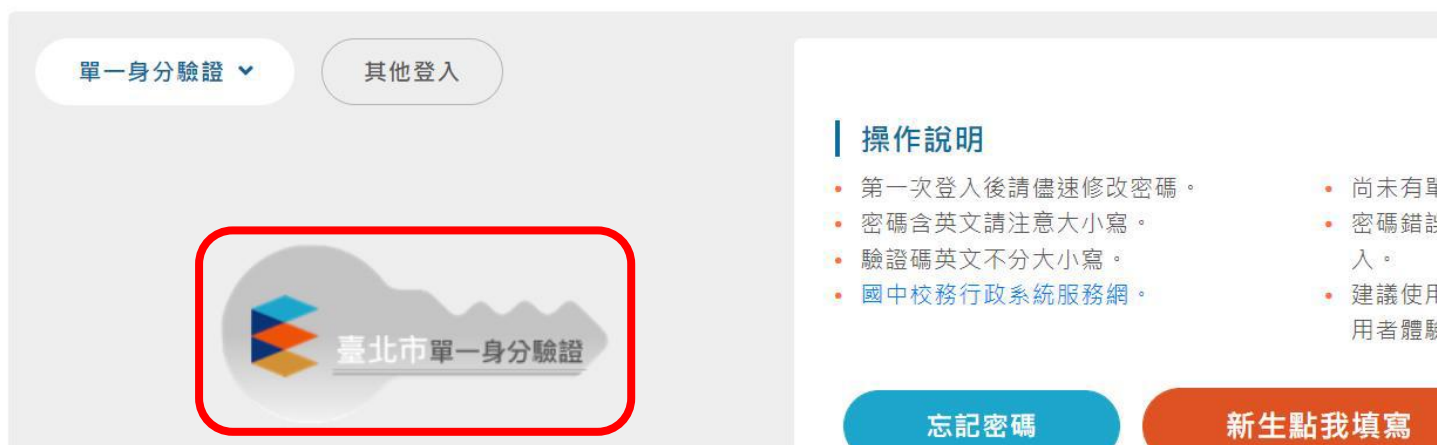 單一身分驗證
其他登入
臺北市單一身分驗證
操作說明
第一次登入後請儘速修改密碼。
密碼含英文請注意大小寫。
驗證碼英文不分大小寫。
國中校務行政系統服務網。
尚未有單
密碼錯誤
入。
建議使用
用者體驗
忘記密碼
新生點我填寫